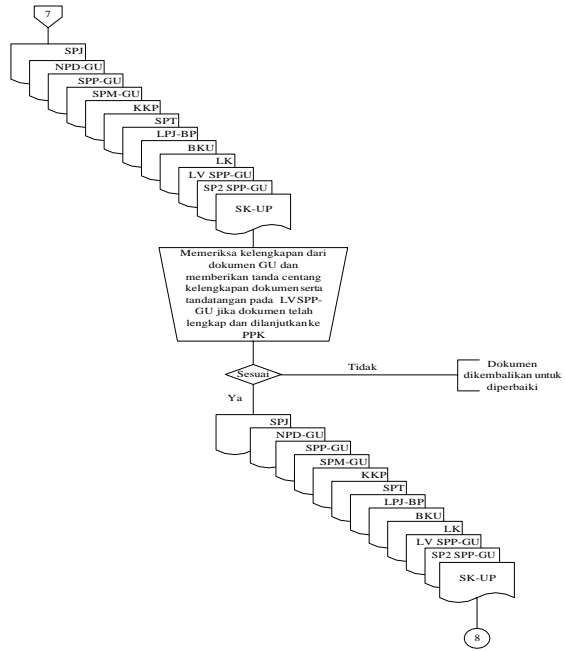 7
SPJ
NPD-GU
SPP-GU
SPM-GU
KKP
SPT
LPJ-BP
BKU
LK
LV SPP-GU
SP2 SPP-GU
SK-UP
Memeriksa kelengkapan dari
dokumen GU dan
memberikan tanda centang
kelengkapan dokumen serta
tandatangan pada LVSPP-
GU jika dokumen telah
lengkap dan dilanjutkan ke
PPK
Sesuai
Tidak
Dokumen
dikembalikan untuk
diperbaiki
Ya
SPJ
NPD-GU
SPP-GU
SPM-GU
KKP
SPT
LPJ-BP
BKU
LK
LV SPP-GU
SP2 SPP-GU
SK-UP
8